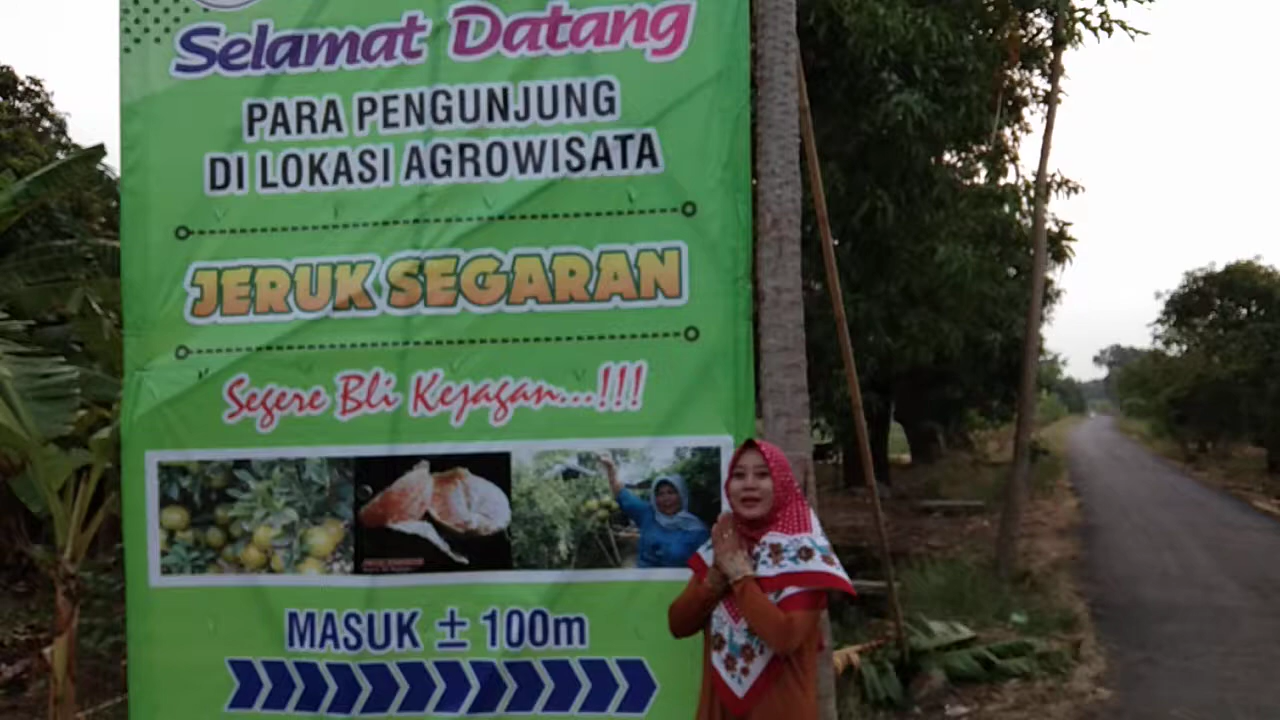 Selamat Datang
PARA PENGUNJUNG
DI LOKASI AGROWISATA
JERUK SEGARAN
Segere Bli Kejagan...!!!
MASUK ± 100m